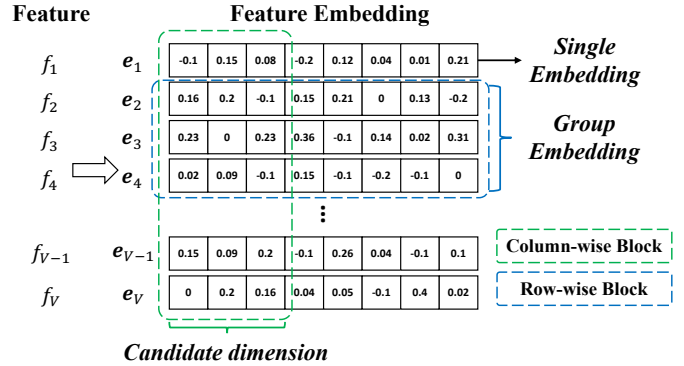 Feature Feature Embedding
f1 e1 -0.1 0.15 0.08 -0.2 0.12 0.04 0.01 0.21 Single Embedding
f2 e2 0.16 0.2 -0.1 0.15 0.21 0 0.13 -0.2
f3 e3 0.23 0 0.23 0.36 -0.1 0.14 0.02 0.31 Group Embedding
f4 e4 0.02 0.09 -0.1 0.15 -0.1 -0.2 -0.1 0
⋮
fV−1 eV−1 0.15 0.09 0.2 -0.1 0.26 0.04 -0.1 0.1 Column-wise Block
fV eV 0 0.2 0.16 0.04 0.05 -0.1 0.4 0.02 Row-wise Block
Candidate dimension